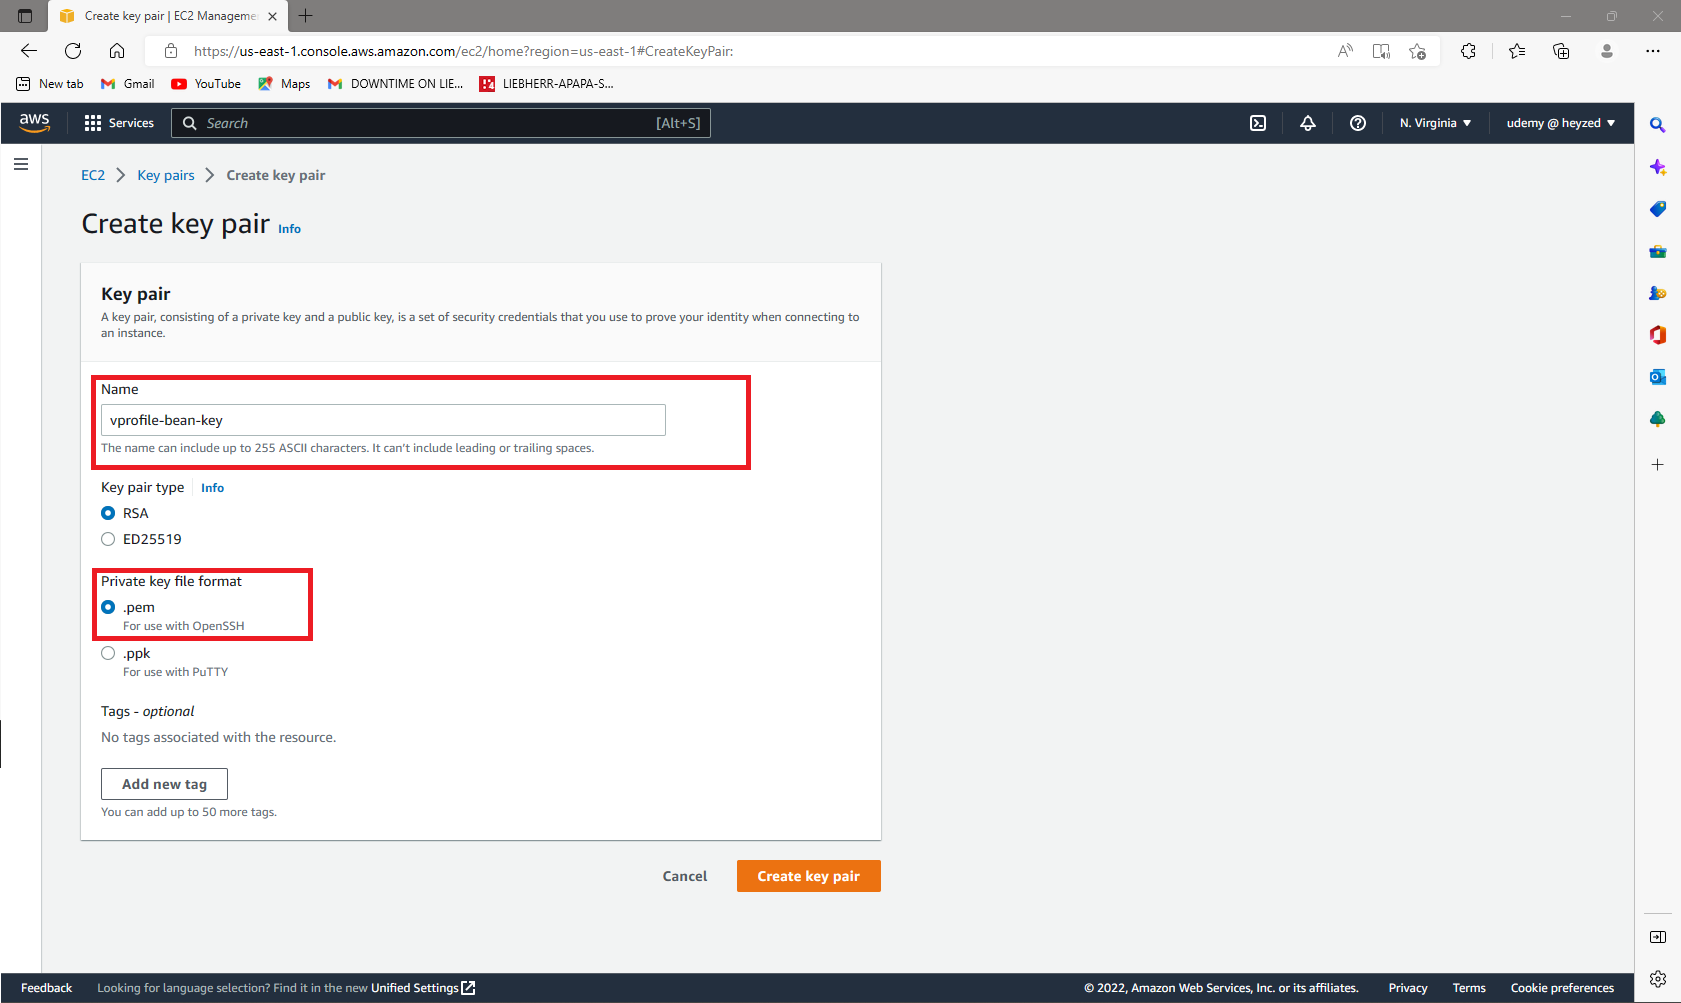 Create key pair | EC2 Manageme
https://us-east-1.console.aws.amazon.com/ec2/home?region=us-east-1#CreateKeyPair:
New tab
Gmail
YouTube
Maps
DOWNTIME ON LIE...
LIEBHERR-APAPA-S...
aws
Services
Search
[Alt+S]
N. Virginia
udemy @ heyzed
EC2
Key pairs
Create key pair
Create key pair Info
Key pair
A key pair, consisting of a private key and a public key, is a set of security credentials that you use to prove your identity when connecting to
an instance.
Name
vprofile-bean-key
The name can include up to 255 ASCII characters. It can't include leading or trailing spaces.
Key pair type Info
RSA
ED25519
Private key file format
.pem
For use with OpenSSH
.ppk
For use with PuTTY
Tags - optional
No tags associated with the resource.
Add new tag
You can add up to 50 more tags.
Cancel
Create key pair
Feedback
Looking for language selection? Find it in the new Unified Settings
© 2022, Amazon Web Services, Inc. or its affiliates.
Privacy
Terms
Cookie preferences